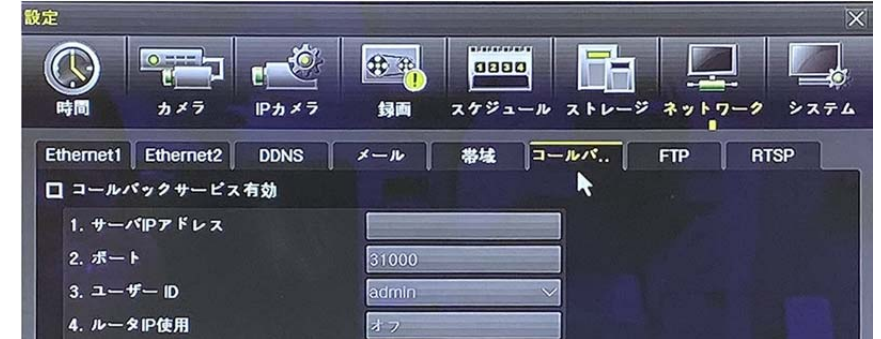 設定
時間 カメラ IPカメラ 録画 スケジュール ストレージ ネットワーク システム
Ethernet1 Ethernet2 DDNS メール 帯域 コールバ.. FTP RTSP
コールバックサービス有効
1. サーバIPアドレス
2. ポート 31000
3. ユーザー ID admin
4. ルータIP使用 オフ